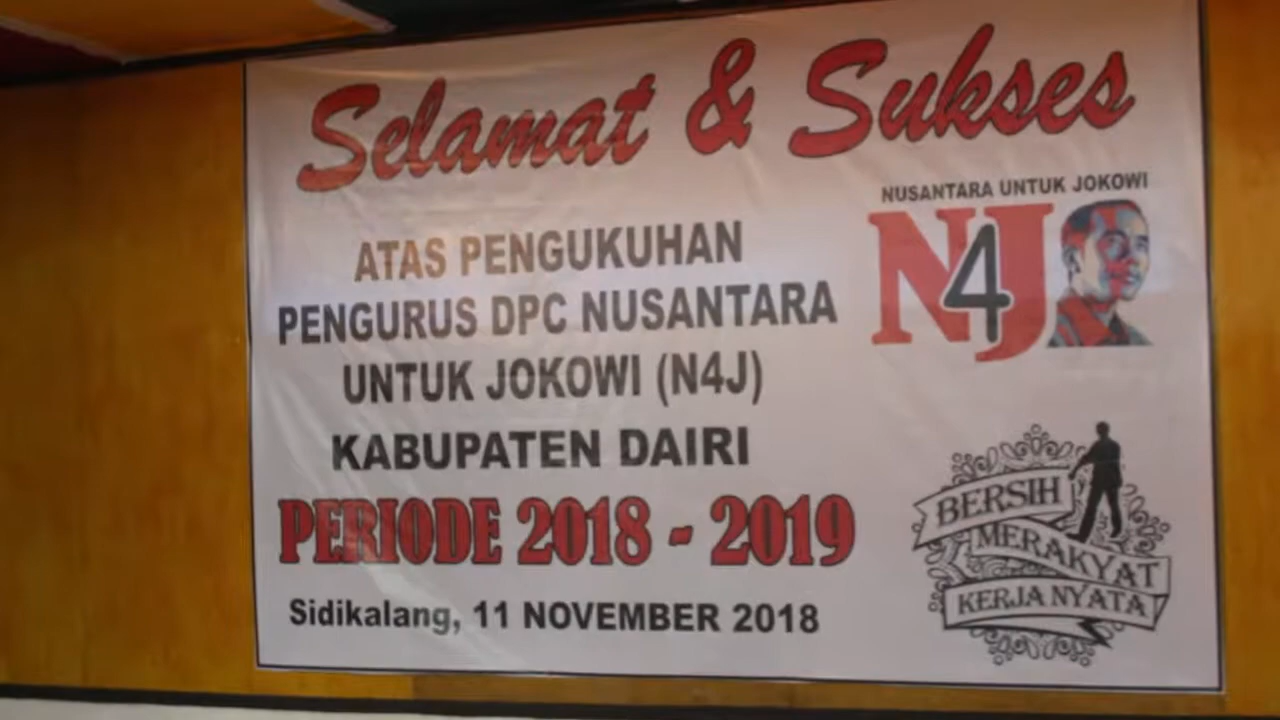 Selamat & Sukses
NUSANTARA UNTUK JOKOWI
N4J
ATAS PENGUKUHAN
PENGURUS DPC NUSANTARA
UNTUK JOKOWI (N4J)
KABUPATEN DAIRI
PERIODE 2018 - 2019
Sidikalang, 11 NOVEMBER 2018
BERSIH
MERAKYAT
KERJA NYATA